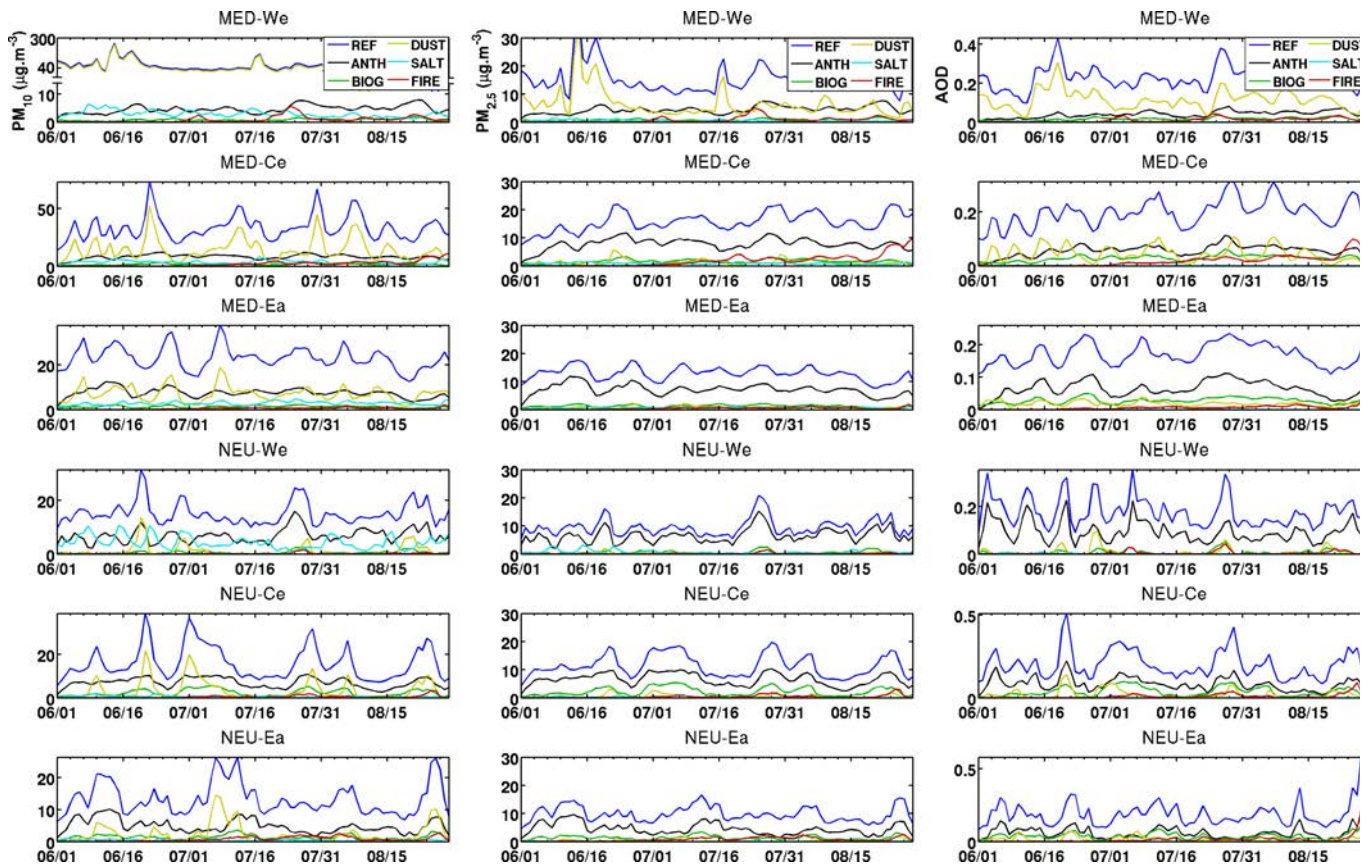 MED-We MED-We MED-We
PM10 (µg.m-3) 300 40 10 0
REF DUST
ANTH SALT
BIOG FIRE
06/01 06/16 07/01 07/16 07/31 08/15
PM2.5 (µg.m-3) 30 20 10 0
REF DUST
ANTH SALT
BIOG FIRE
06/01 06/16 07/01 07/16 07/31 08/15
AOD 0.4 0.2 0
REF DUST
ANTH SALT
BIOG FIRE
06/01 06/16 07/01 07/16 07/31 08/15
MED-Ce MED-Ce MED-Ce
50 0
06/01 06/16 07/01 07/16 07/31 08/15
30 20 10 0
06/01 06/16 07/01 07/16 07/31 08/15
0.2 0
06/01 06/16 07/01 07/16 07/31 08/15
MED-Ea MED-Ea MED-Ea
20 0
06/01 06/16 07/01 07/16 07/31 08/15
30 20 10 0
06/01 06/16 07/01 07/16 07/31 08/15
0.2 0.1 0
06/01 06/16 07/01 07/16 07/31 08/15
NEU-We NEU-We NEU-We
20 0
06/01 06/16 07/01 07/16 07/31 08/15
30 20 10 0
06/01 06/16 07/01 07/16 07/31 08/15
0.2 0
06/01 06/16 07/01 07/16 07/31 08/15
NEU-Ce NEU-Ce NEU-Ce
20 0
06/01 06/16 07/01 07/16 07/31 08/15
30 20 10 0
06/01 06/16 07/01 07/16 07/31 08/15
0.5 0
06/01 06/16 07/01 07/16 07/31 08/15
NEU-Ea NEU-Ea NEU-Ea
20 10 0
06/01 06/16 07/01 07/16 07/31 08/15
30 20 10 0
06/01 06/16 07/01 07/16 07/31 08/15
0.5 0
06/01 06/16 07/01 07/16 07/31 08/15